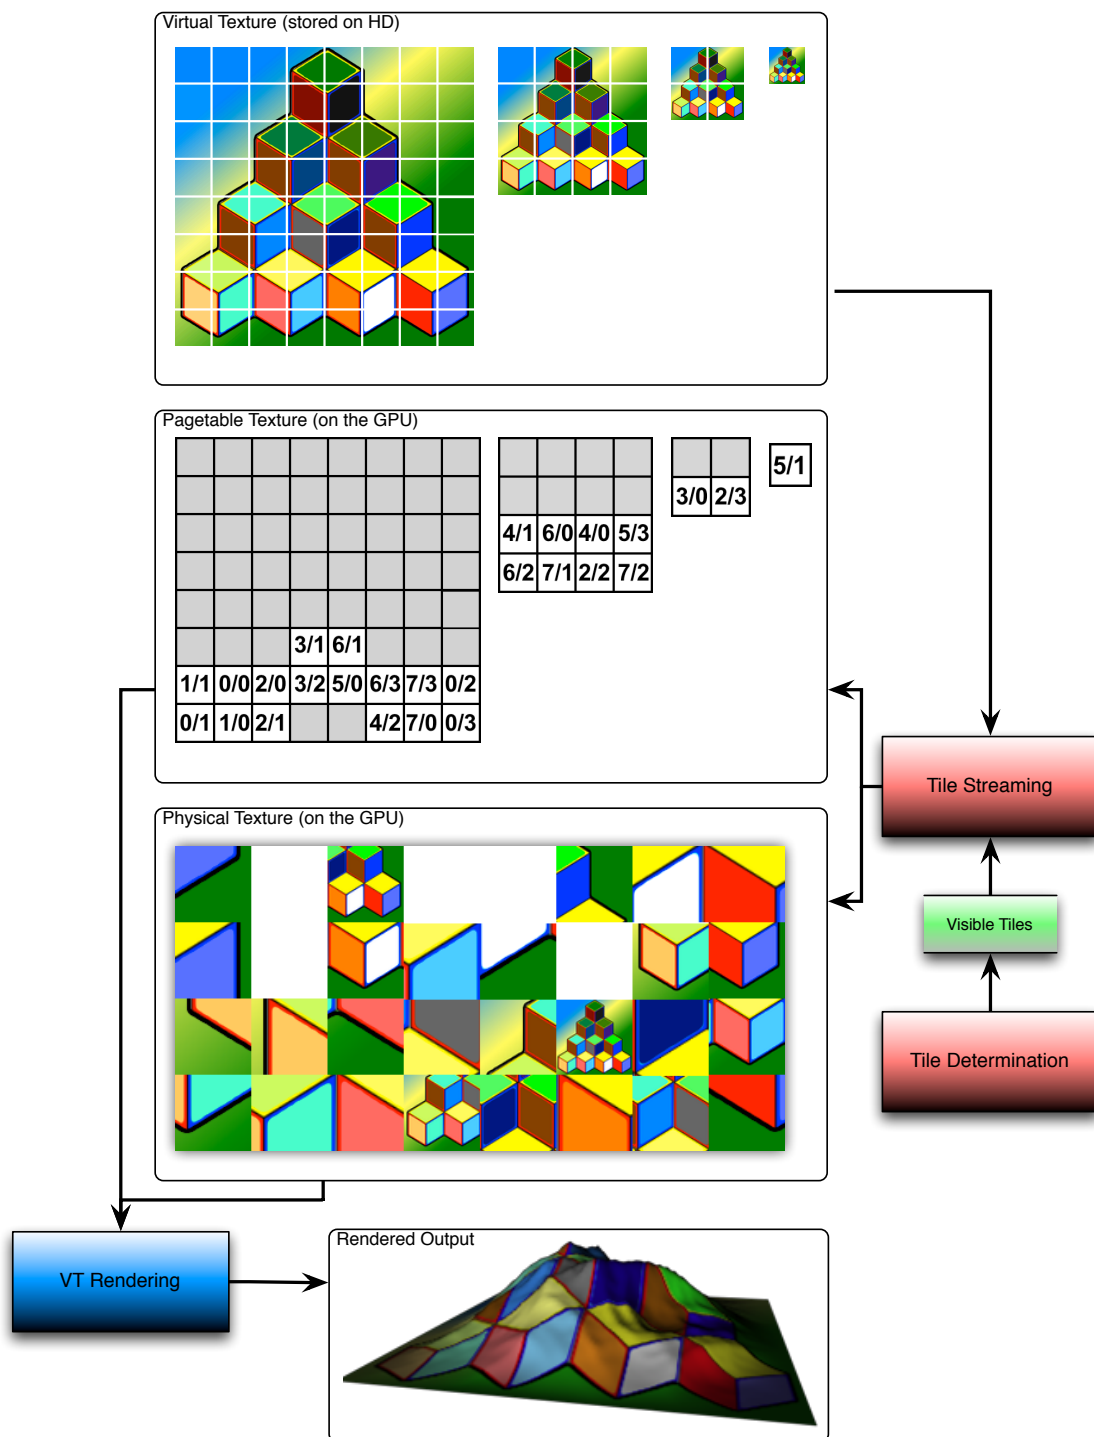 Virtual Texture (stored on HD)
Pagetable Texture (on the GPU)
5/1
3/0 2/3
4/1 6/0 4/0 5/3
6/2 7/1 2/2 7/2
3/1 6/1
1/1 0/0 2/0 3/2 5/0 6/3 7/3 0/2
0/1 1/0 2/1 4/2 7/0 0/3
Tile Streaming
Physical Texture (on the GPU)
Visible Tiles
Tile Determination
VT Rendering
Rendered Output